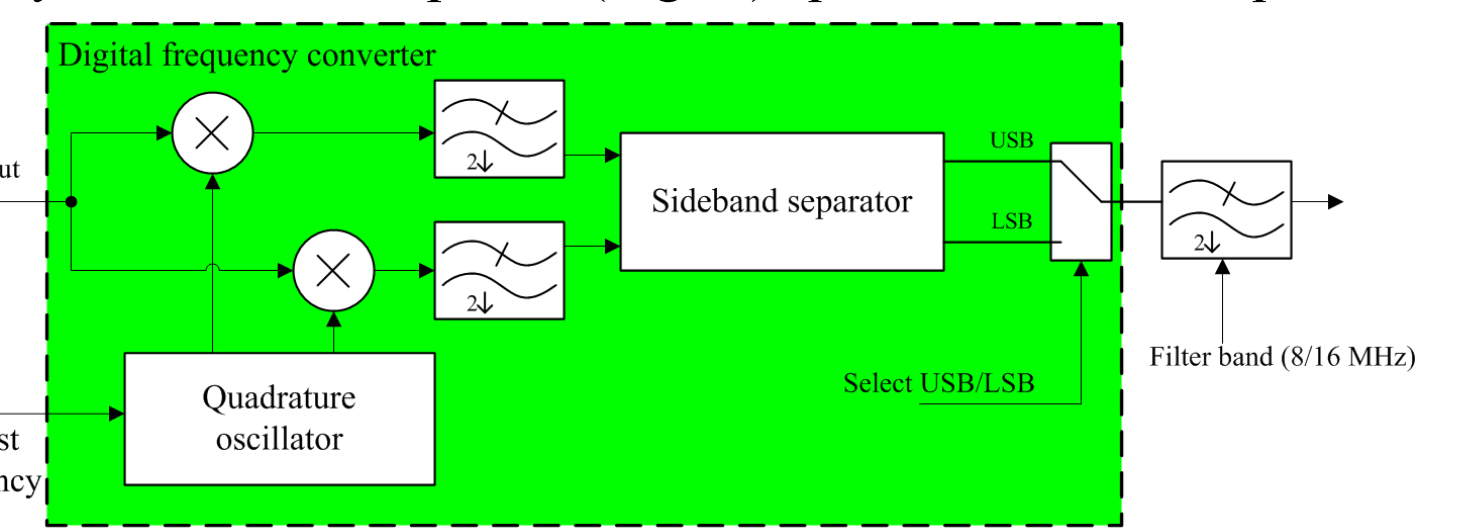 Digital frequency converter
2↓
USB
ut
Sideband separator
LSB
2↓
2↓
Filter band (8/16 MHz)
Select USB/LSB
Quadrature
oscillator
st
ncy